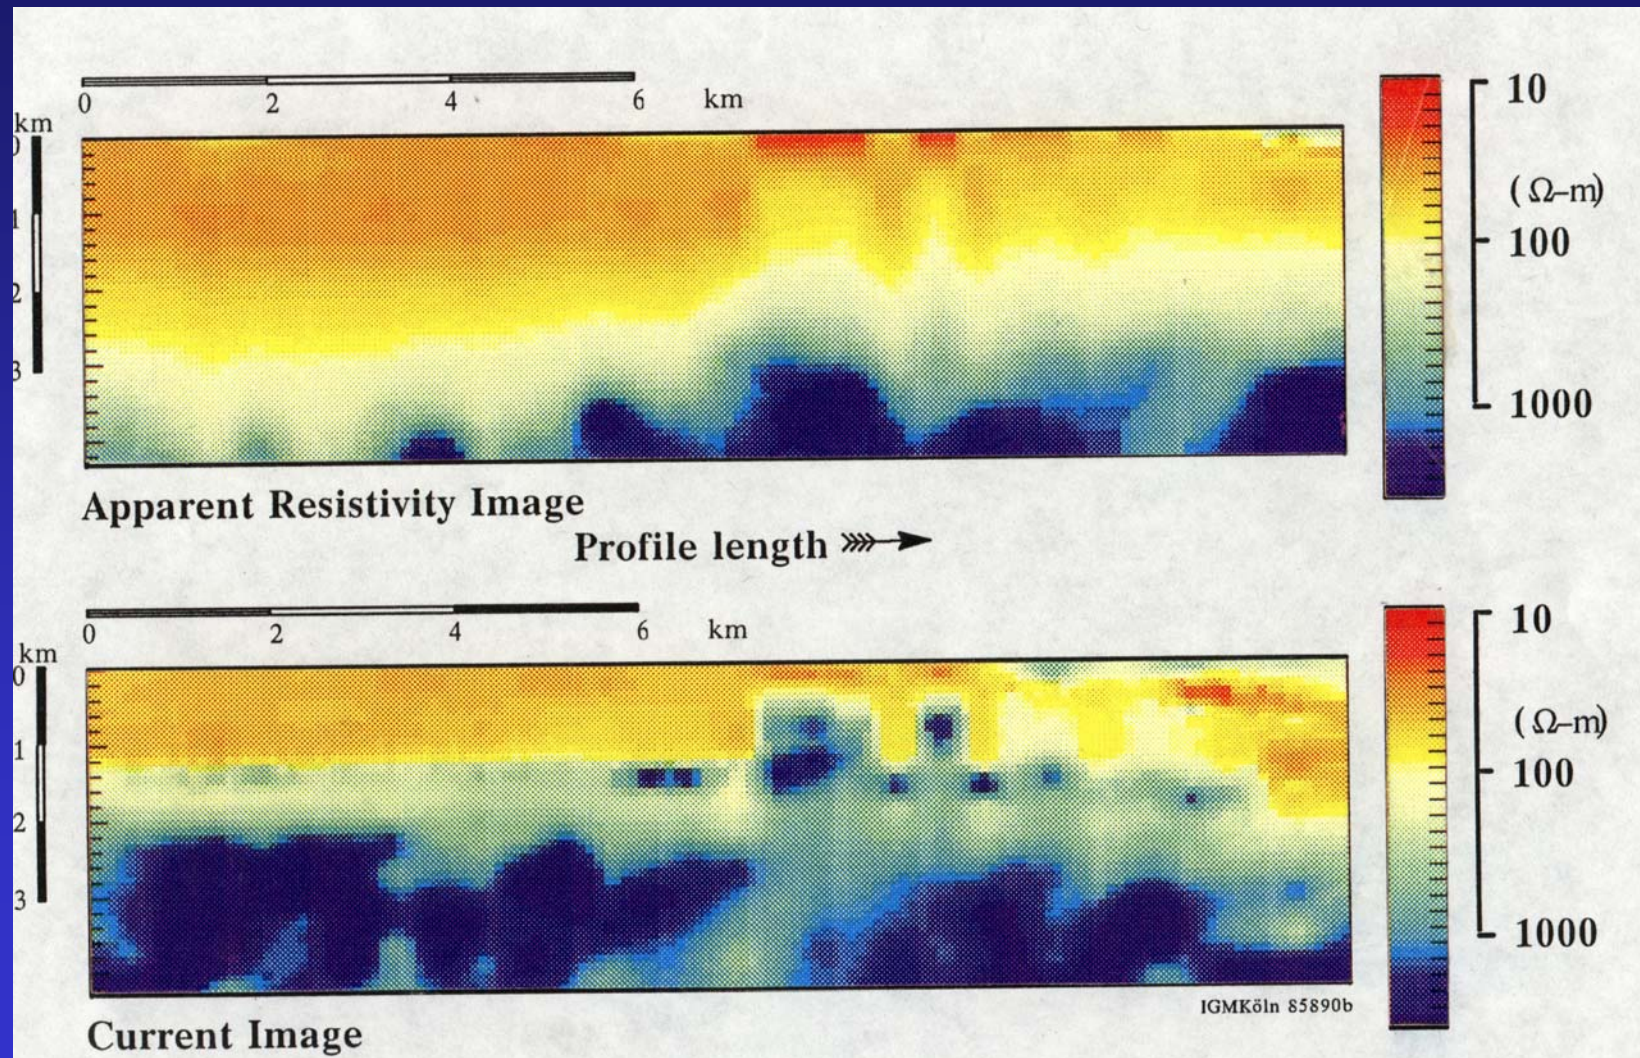 0 2 4 6 km
km
0
1
2
3
10
(Ω–m)
100
1000
Apparent Resistivity Image
Profile length
0 2 4 6 km
km
0
1
2
3
10
(Ω–m)
100
1000
IGMKöln 85890b
Current Image